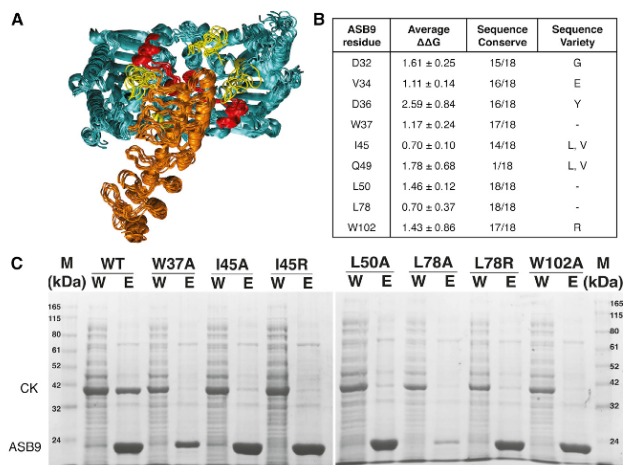 A
B
ASB9 residue Average ΔΔG Sequence Conserve Sequence Variety
D32 1.61 ± 0.25 15/18 G
V34 1.11 ± 0.14 16/18 E
D36 2.59 ± 0.84 16/18 Y
W37 1.17 ± 0.24 17/18 -
I45 0.70 ± 0.10 14/18 L, V
Q49 1.78 ± 0.68 1/18 L, V
L50 1.46 ± 0.12 18/18 -
L78 0.70 ± 0.37 18/18 -
W102 1.43 ± 0.86 17/18 R
C M WT W37A I45A I45R L50A L78A L78R W102A M
(kDa) W E W E W E W E W E W E W E W E (kDa)
165 165
115 115
80 80
61 61
52 52
CK 42 42
32 32
ASB9 24 24